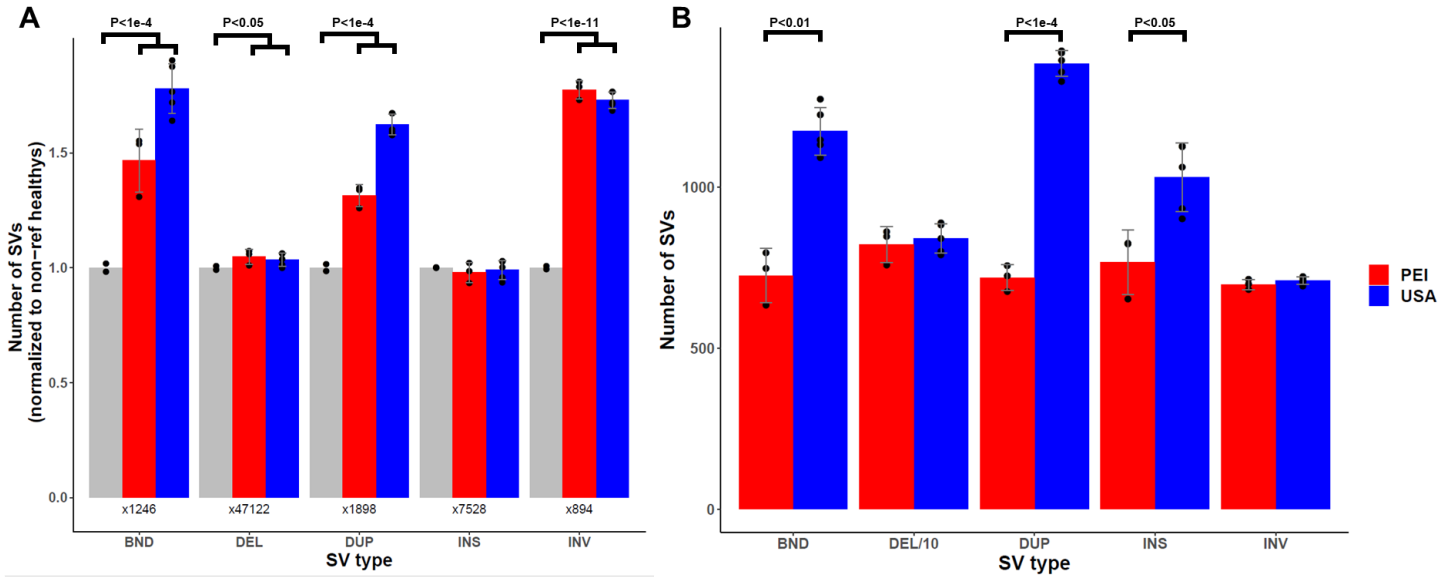 A
P<1e-4
P<0.05
P<1e-4
P<1e-11
Number of SVs
(normalized to non-ref healthys)
1.5
1.0
0.5
0.0
x1246
x47122
x1898
x7528
x894
BND
DEL
DUP
INS
INV
SV type
B
P<0.01
P<1e-4
P<0.05
Number of SVs
1000
500
0
BND
DEL/10
DUP
INS
INV
SV type
PEI
USA